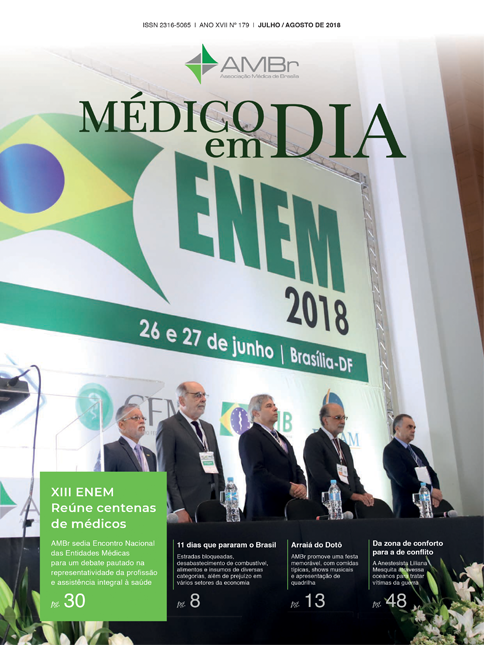 ISSN 2316-5065 | ANO XVII Nº 179 | JULHO / AGOSTO DE 2018
AMBr
Associação Médica de Brasília
MÉDICO
em DIA
ENEM
2018
26 e 27 de junho | Brasília-DF
XIII ENEM
Reúne centenas
de médicos
AMBr sedia Encontro Nacional
das Entidades Médicas
para um debate pautado na
representatividade da profissão
e assistência integral à saúde
PÁG. 30
11 dias que pararam o Brasil
Estradas bloqueadas,
desabastecimento de combustível,
alimentos e insumos de diversas
categorias, além de prejuízo em
vários setores da economia
PÁG. 8
Arraiá do Dotô
AMBr promove uma festa
memorável, com comidas
típicas, shows musicais
e apresentação de
quadrilha
PÁG. 13
Da zona de conforto
para a de conflito
A Anestesista Liliana
Mesquita atravessa
oceanos para tratar
vítimas da guerra
PÁG. 48